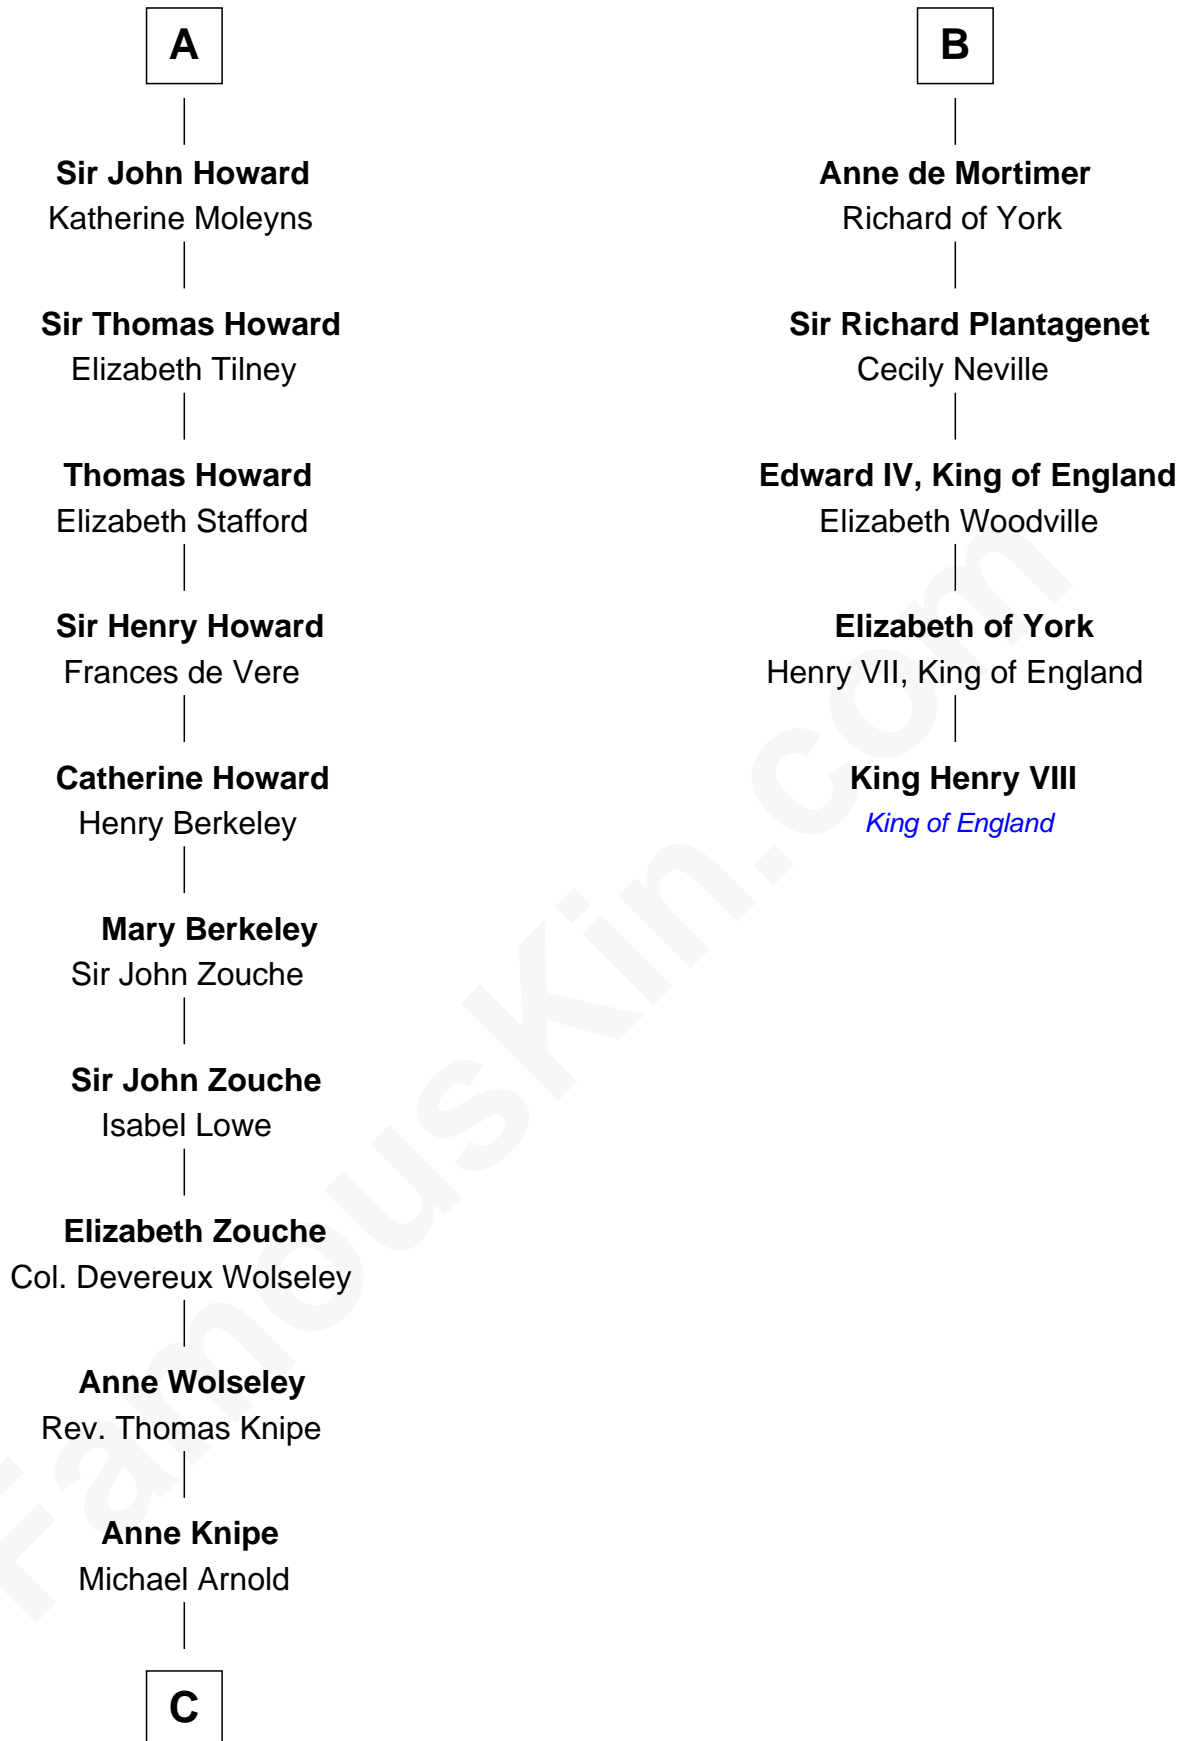 A
Sir John Howard
Katherine Moleyns
Sir Thomas Howard
Elizabeth Tilney
Thomas Howard
Elizabeth Stafford
Sir Henry Howard
Frances de Vere
Catherine Howard
Henry Berkeley
Mary Berkeley
Sir John Zouche
Sir John Zouche
Isabel Lowe
Elizabeth Zouche
Col. Devereux Wolseley
Anne Wolseley
Rev. Thomas Knipe
Anne Knipe
Michael Arnold
C
B
Anne de Mortimer
Richard of York
Sir Richard Plantagenet
Cecily Neville
Edward IV, King of England
Elizabeth Woodville
Elizabeth of York
Henry VII, King of England
King Henry VIII
King of England
FamousKin.com